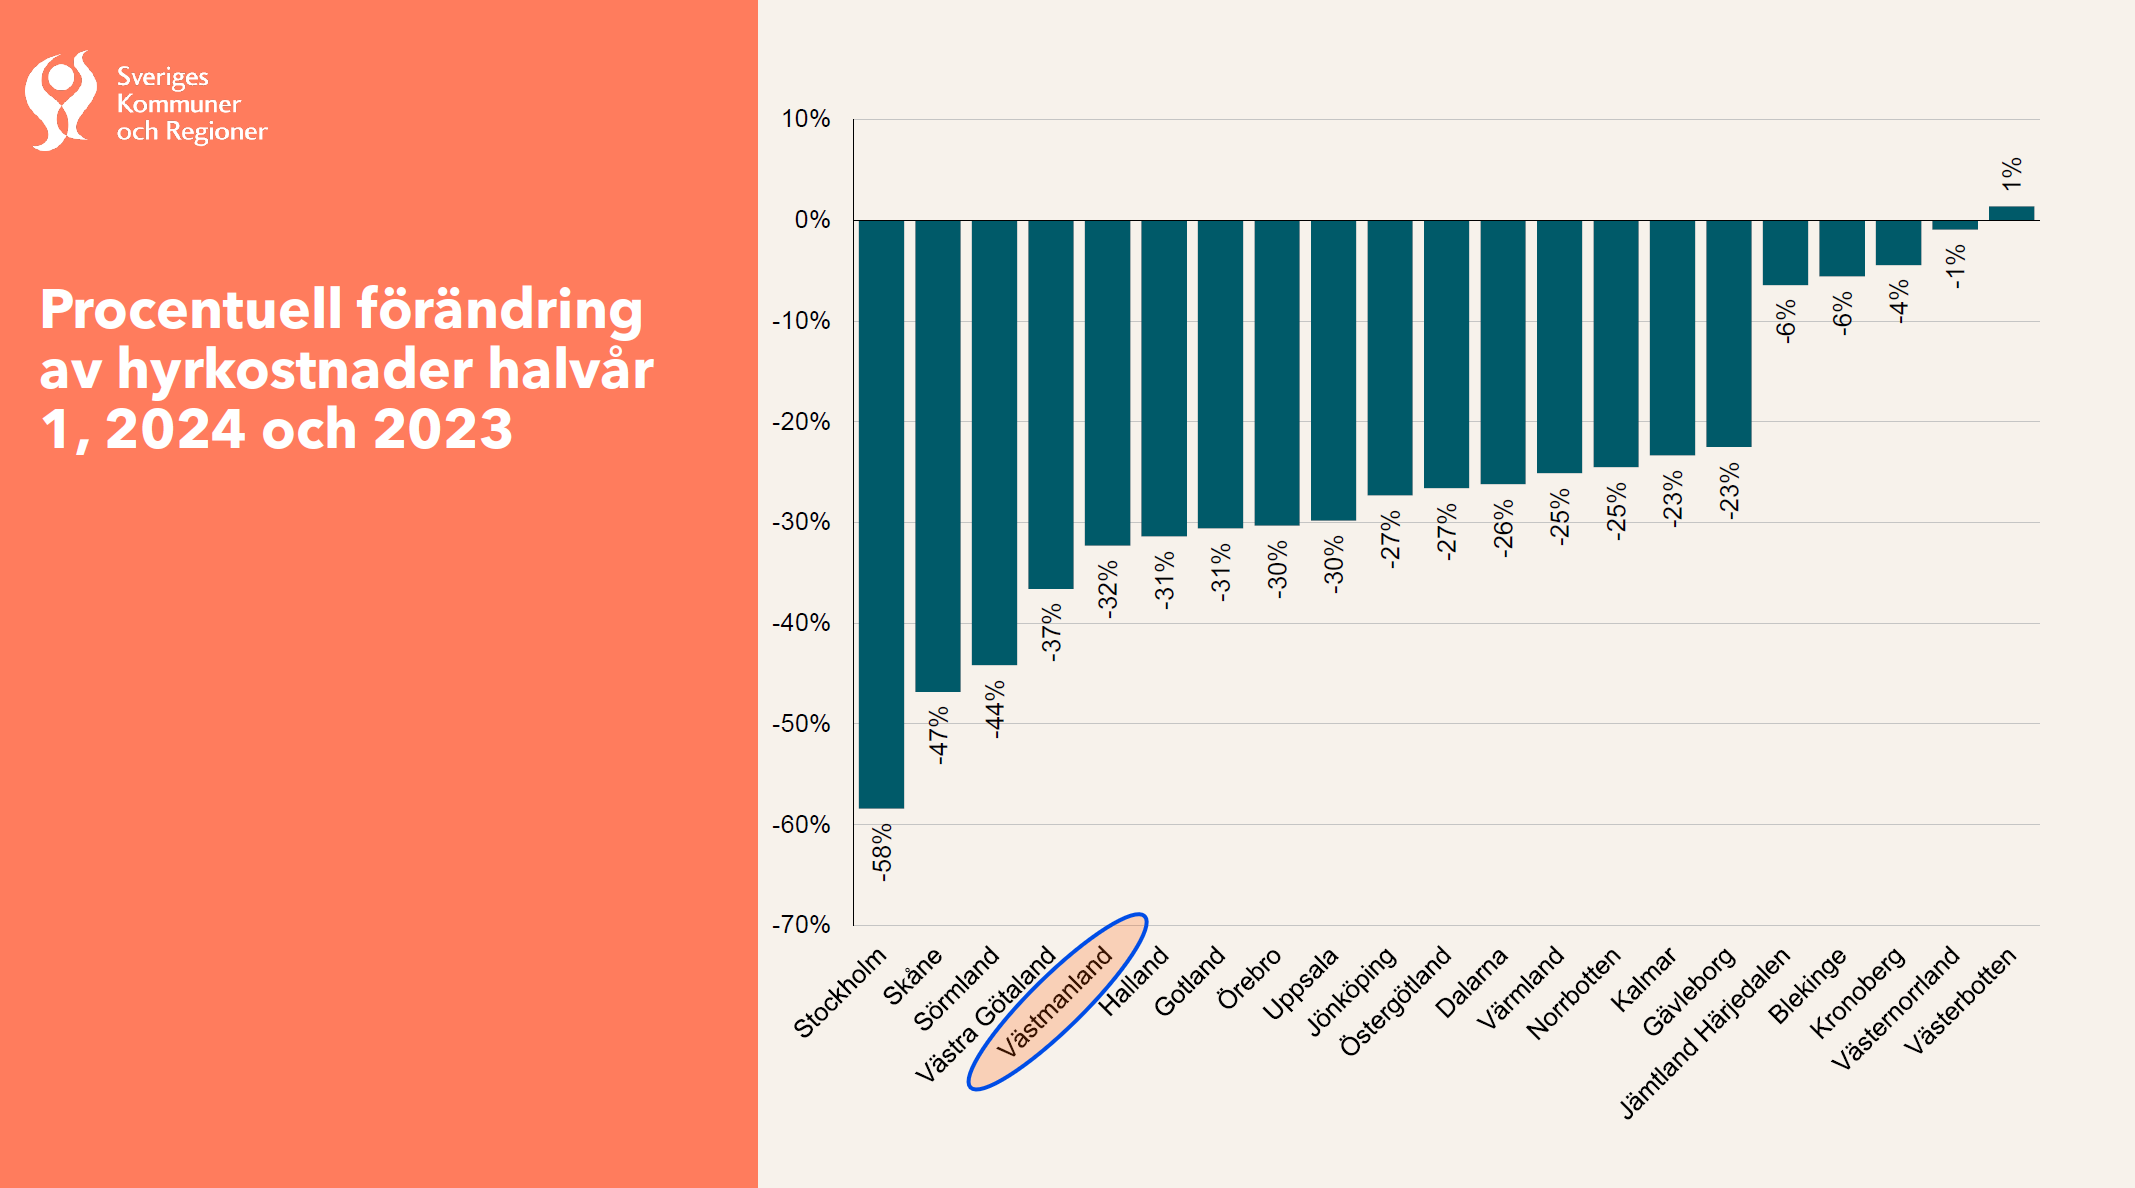 Sveriges
Kommuner
och Regioner
Procentuell förändring
av hyrkostnader halvår
1, 2024 och 2023
10%
0%
-10%
-20%
-30%
-40%
-50%
-60%
-70%
-58%
-47%
-44%
-37%
-32%
-31%
-31%
-30%
-30%
-27%
-27%
-26%
-25%
-25%
-23%
-23%
-6%
-6%
-4%
-1%
1%
Stockholm
Skåne
Sörmland
Västra Götaland
Västmanland
Halland
Gotland
Örebro
Uppsala
Jönköping
Östergötland
Dalarna
Värmland
Norrbotten
Kalmar
Gävleborg
Jämtland Härjedalen
Blekinge
Kronoberg
Västernorrland
Västerbotten